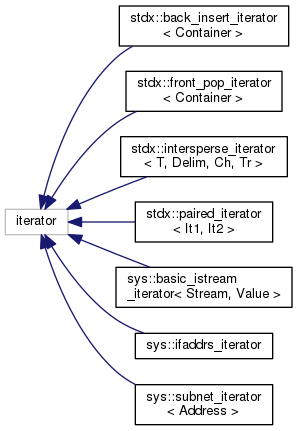 stdx::back_insert_iterator
< Container >
stdx::front_pop_iterator
< Container >
stdx::intersperse_iterator
< T, Delim, Ch, Tr >
iterator
stdx::paired_iterator
< It1, It2 >
sys::basic_istream
_iterator< Stream, Value >
sys::ifaddrs_iterator
sys::subnet_iterator
< Address >